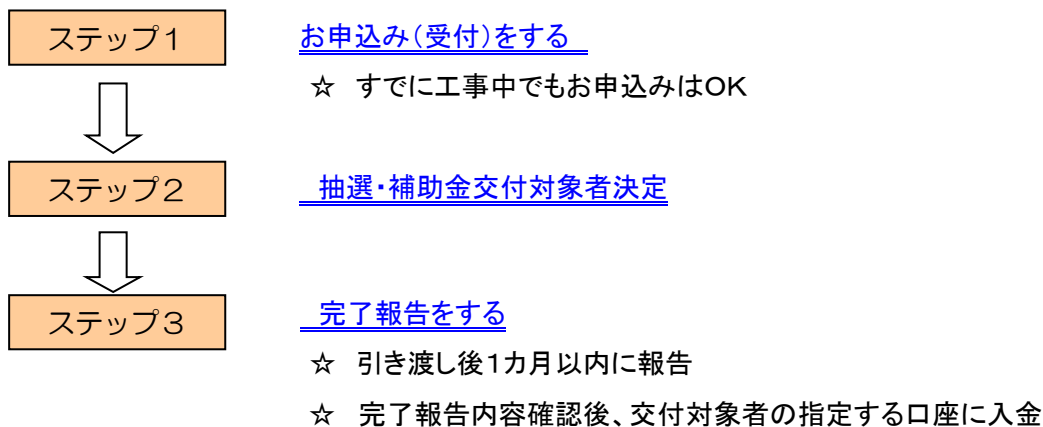 ステップ１ お申込み（受付）をする
☆ すでに工事中でもお申込みはＯＫ
ステップ２ 抽選・補助金交付対象者決定
ステップ３ 完了報告をする
☆ 引き渡し後１カ月以内に報告
☆ 完了報告内容確認後、交付対象者の指定する口座に入金